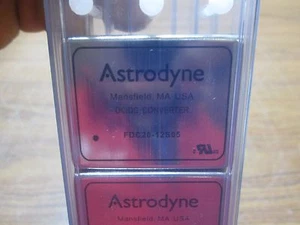 Astrodyne
Mansfield, MA, USA
DC/DC CONVERTER
Astrodyne
Mansfield, MA, USA